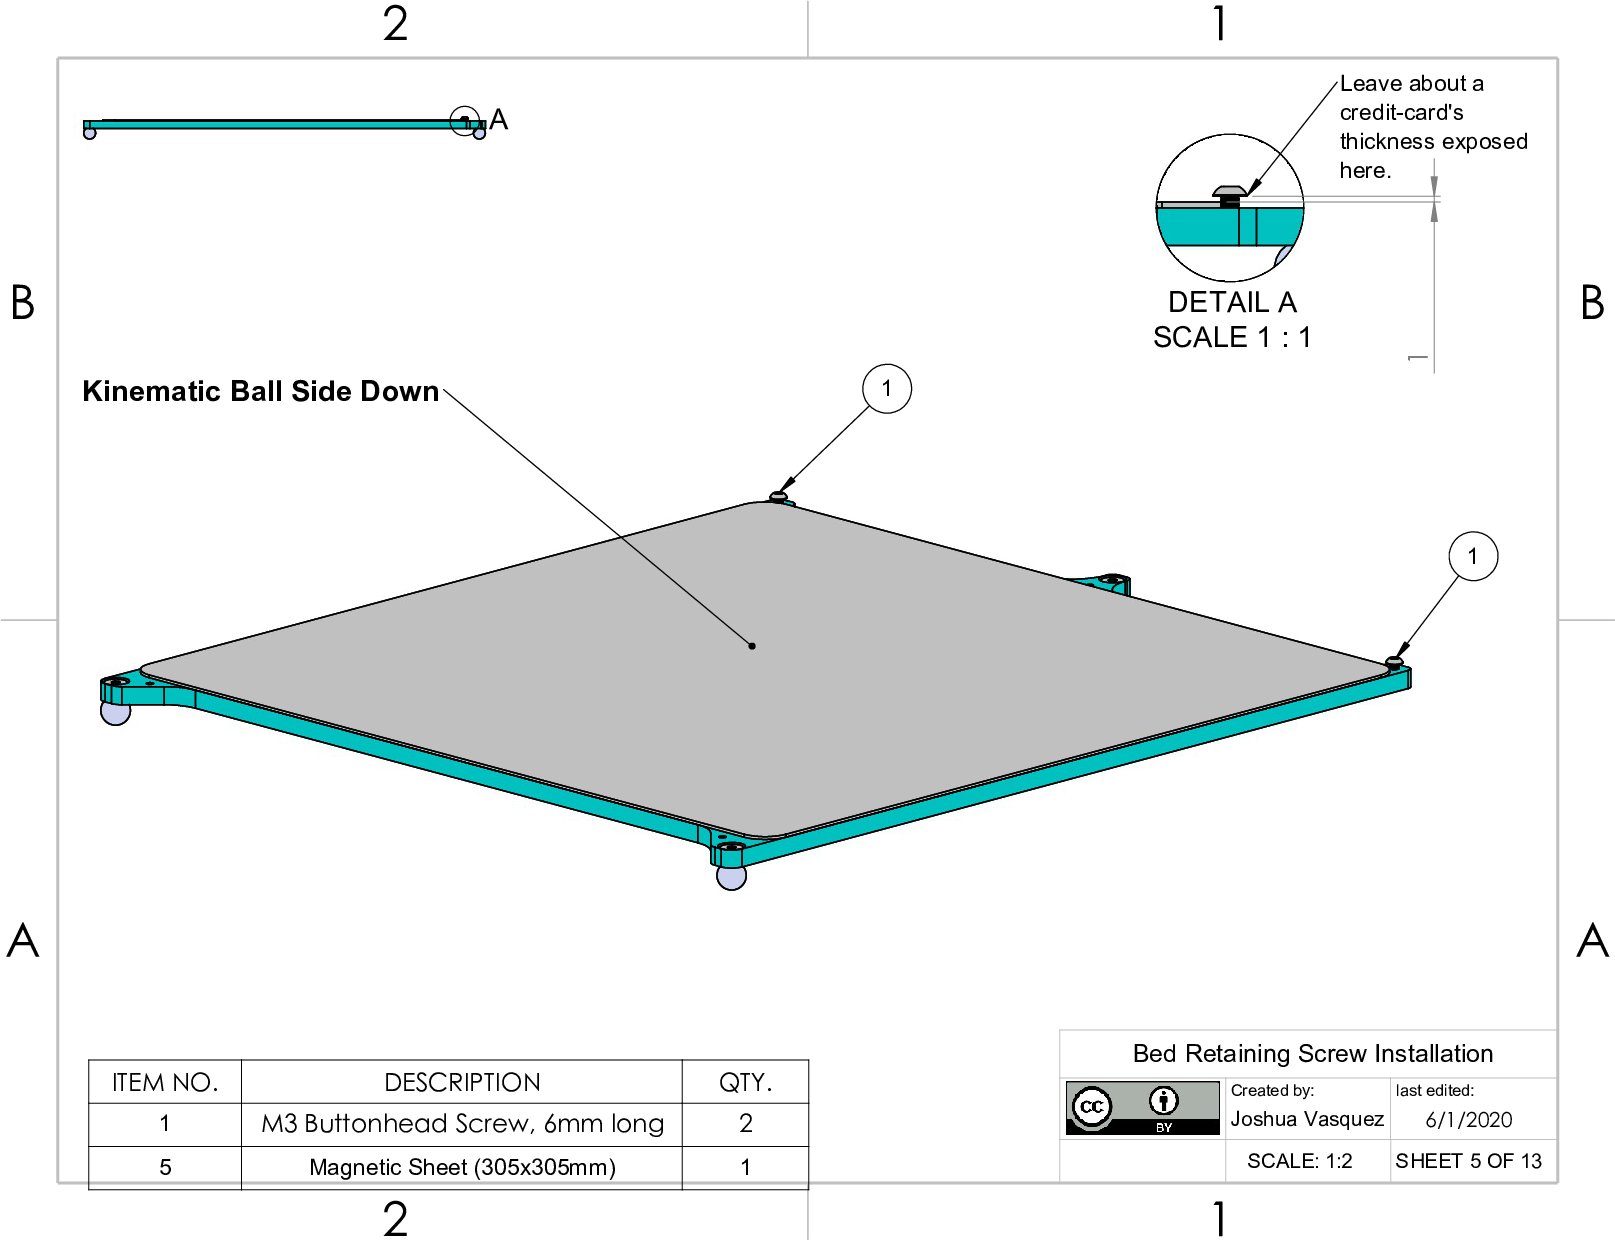 2
1
A
Leave about a
credit-card's
thickness exposed
here.
B
B
DETAIL A
SCALE 1 : 1
1
Kinematic Ball Side Down
1
1
A
A
ITEM NO. DESCRIPTION QTY.
1 M3 Buttonhead Screw, 6mm long 2
5 Magnetic Sheet (305x305mm) 1
Bed Retaining Screw Installation
cc
BY
Created by:
Joshua Vasquez
last edited:
6/1/2020
SCALE: 1:2
SHEET 5 OF 13
2
1